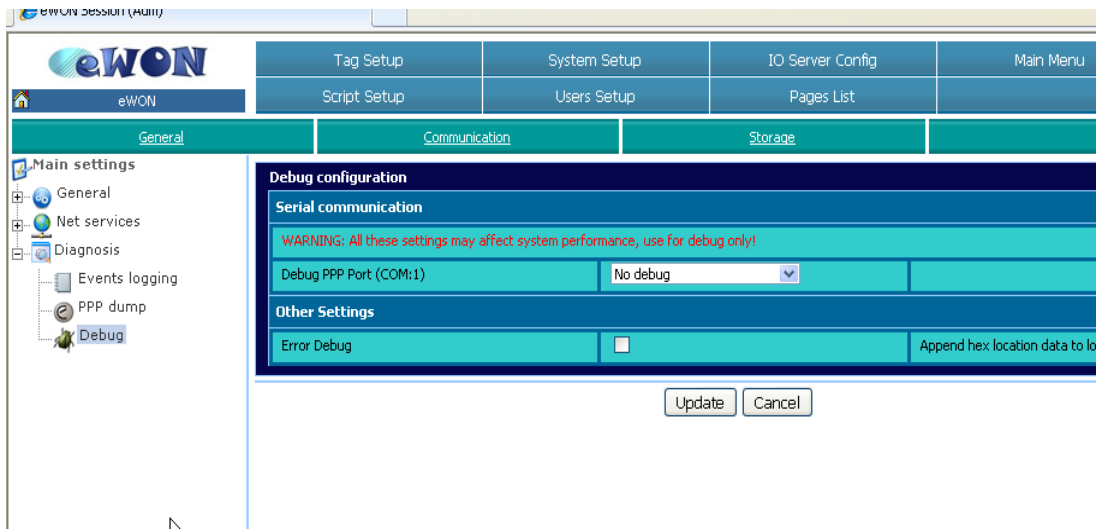 eWON Session (Adm)
eWON
Tag Setup System Setup IO Server Config Main Menu
eWON Script Setup Users Setup Pages List
General Communication Storage
Main settings
General
Net services
Diagnosis
Events logging
PPP dump
Debug
Debug configuration
Serial communication
WARNING: All these settings may affect system performance, use for debug only!
Debug PPP Port (COM:1) No debug
Other Settings
Error Debug Append hex location data to lo
Update Cancel